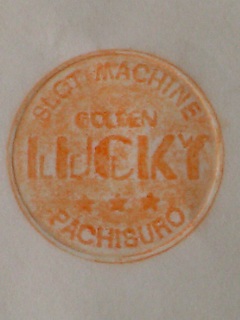 SLOT MACHINE
GOLDEN
LUCKY
PACHISURO